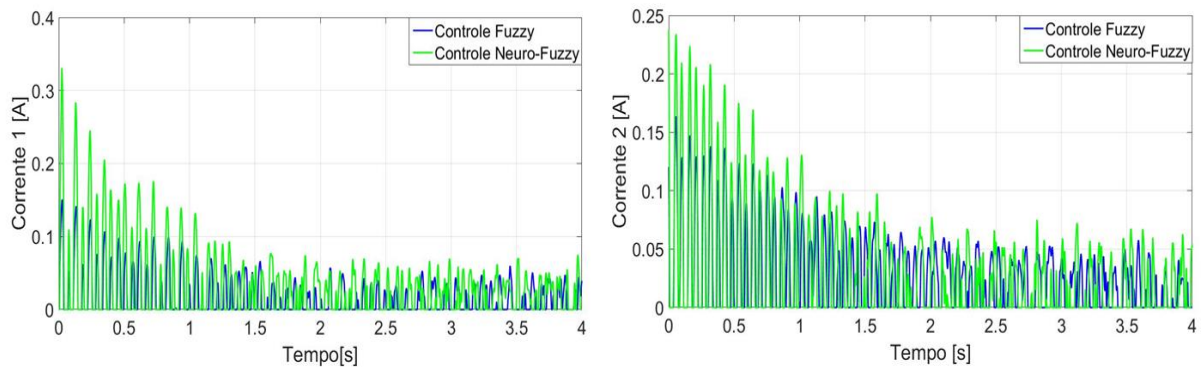 0.4
0.3
0.2
0.1
0
Corrente 1 [A]
Controle Fuzzy
Controle Neuro-Fuzzy
0 0.5 1 1.5 2 2.5 3 3.5 4
Tempo[s]
0.25
0.2
0.15
0.1
0.05
0
Corrente 2 [A]
Controle Fuzzy
Controle Neuro-Fuzzy
0 0.5 1 1.5 2 2.5 3 3.5 4
Tempo [s]